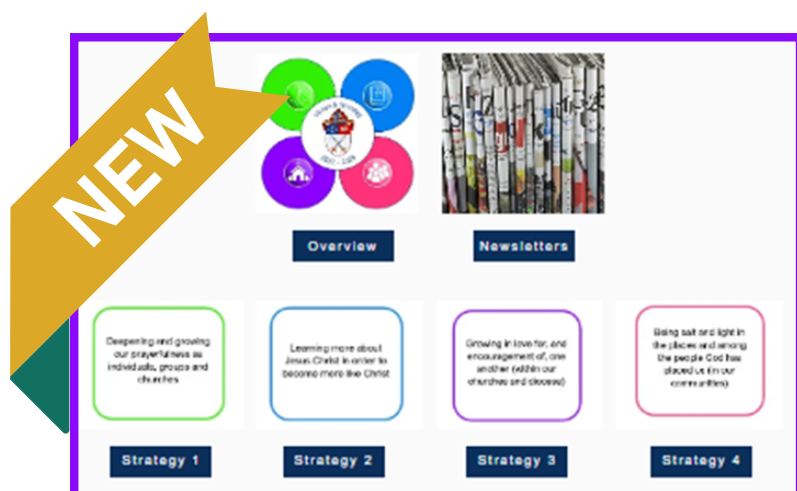 NEW
Overview
Newsletters
Deepening and growing
our prayerfulness as
individuals, groups and
churches
Learning more about
Jesus Christ in order to
become more like Christ
Growing in love for, and
encouragement of, one
another (within our
churches and diocese)
Being salt and light in
the places and among
the people God has
placed us (in our
communities)
Strategy 1
Strategy 2
Strategy 3
Strategy 4